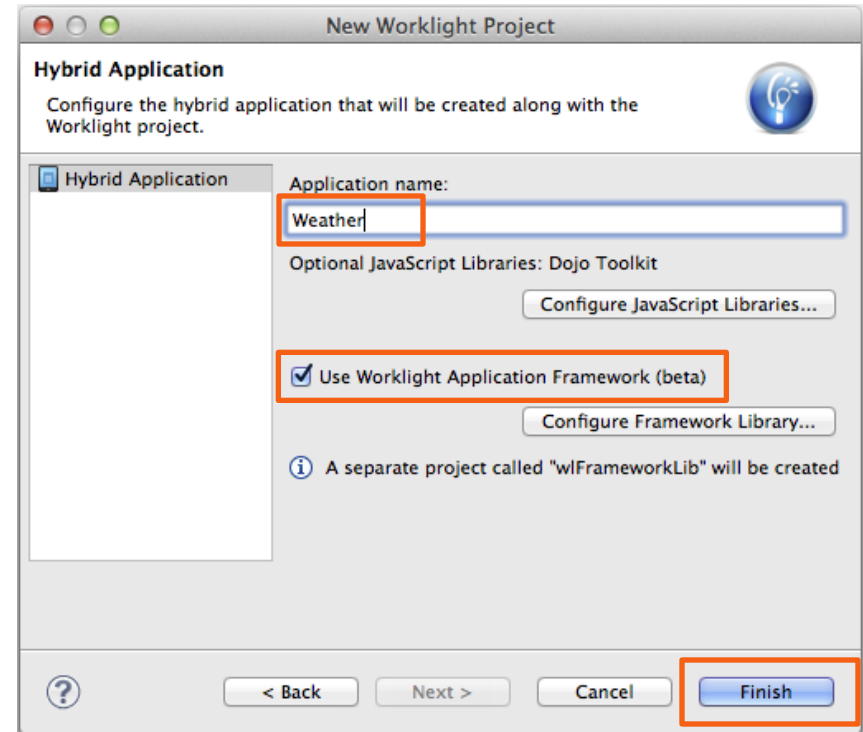 New Worklight Project
Hybrid Application
Configure the hybrid application that will be created along with the
Worklight project.
Hybrid Application
Application name:
Weather
Optional JavaScript Libraries: Dojo Toolkit
Configure JavaScript Libraries...
Use Worklight Application Framework (beta)
Configure Framework Library...
A separate project called "wlFrameworkLib" will be created
? < Back Next > Cancel Finish